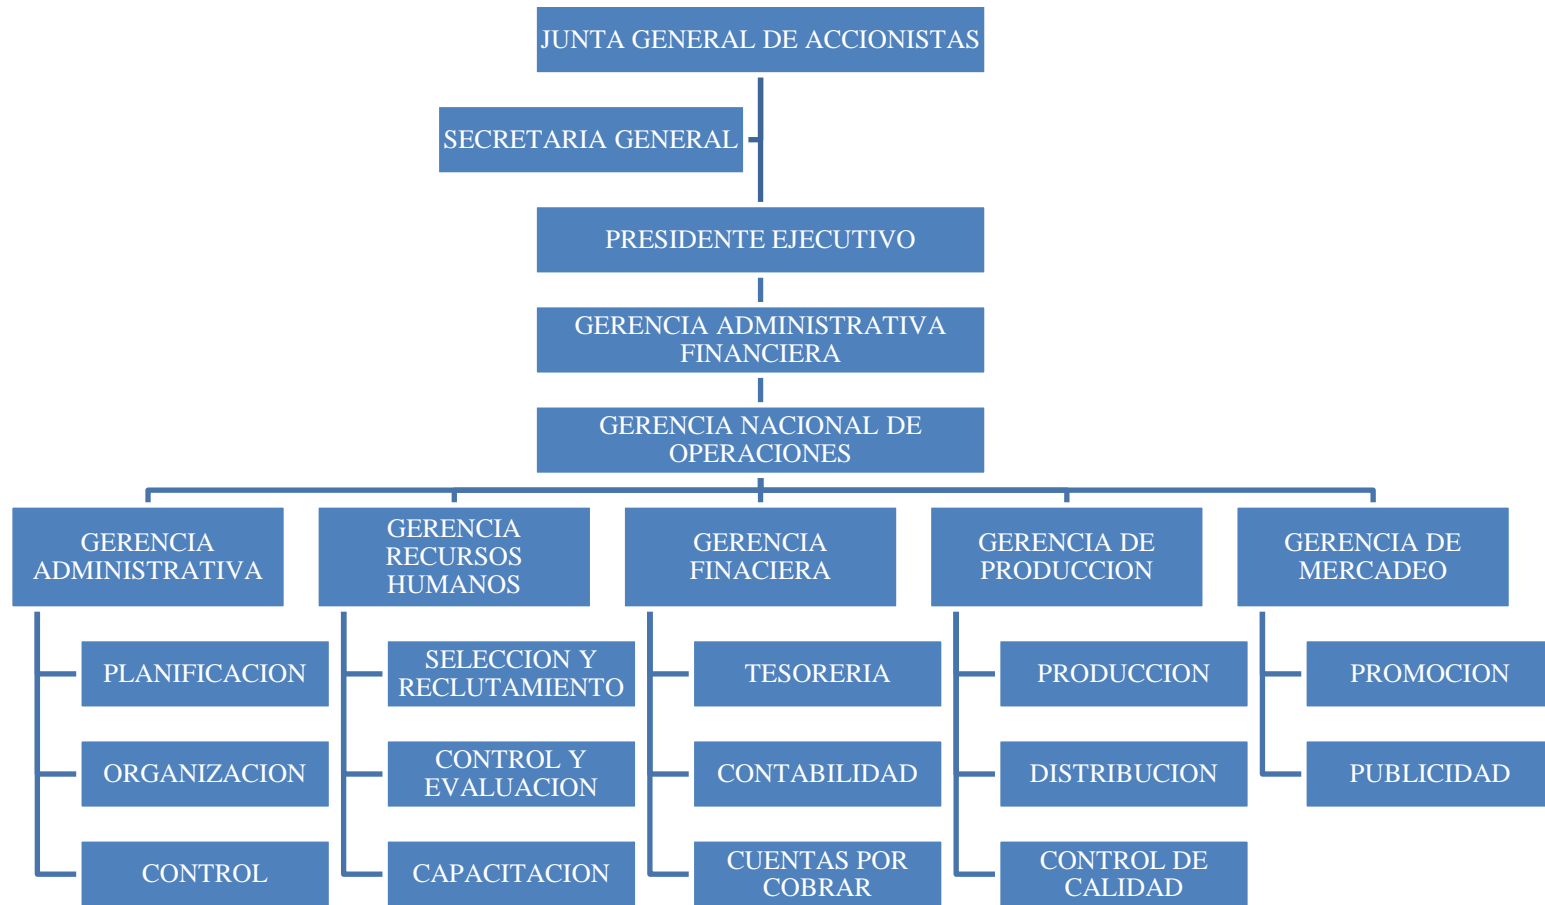 JUNTA GENERAL DE ACCIONISTAS
SECRETARIA GENERAL
PRESIDENTE EJECUTIVO
GERENCIA ADMINISTRATIVA
FINANCIERA
GERENCIA NACIONAL DE
OPERACIONES
GERENCIA
ADMINISTRATIVA
PLANIFICACION
ORGANIZACION
CONTROL
GERENCIA
RECURSOS
HUMANOS
SELECCION Y
RECLUTAMIENTO
CONTROL Y
EVALUACION
CAPACITACION
GERENCIA
FINACIERA
TESORERIA
CONTABILIDAD
CUENTAS POR
COBRAR
GERENCIA DE
PRODUCCION
PRODUCCION
DISTRIBUCION
CONTROL DE
CALIDAD
GERENCIA DE
MERCADEO
PROMOCION
PUBLICIDAD